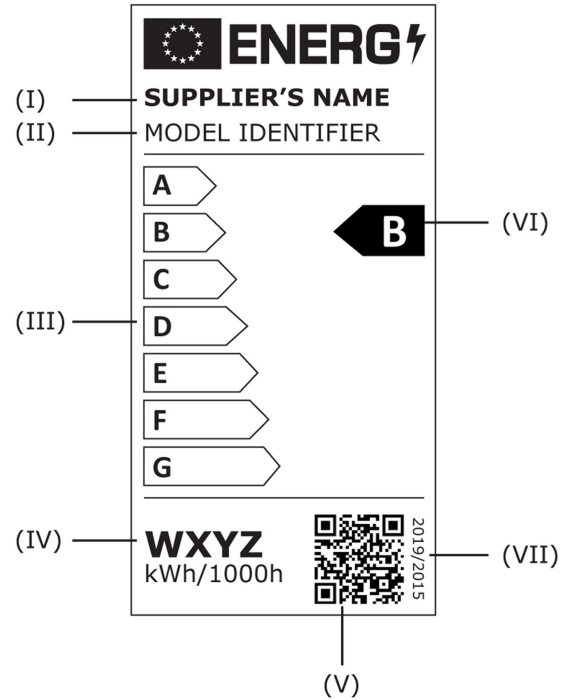 ENERG
(I) SUPPLIER’S NAME
(II) MODEL IDENTIFIER
A
B
B (VI)
C
(III) D
E
F
G
(IV) WXYZ
kWh/1000h
2019/2015 (VII)
(V)